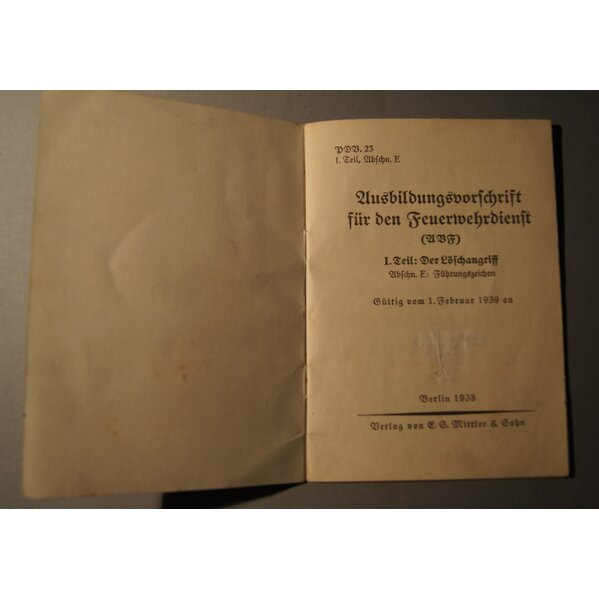 PDV. 23
I. Teil, Abschn. E
Ausbildungsvorschrift
für den Feuerwehrdienst
(AVF)
I. Teil: Der Löschangriff
Abschn. E: Führungszeichen
Gültig vom 1. Februar 1939 an
Berlin 1938
Verlag von E. S. Mittler & Sohn